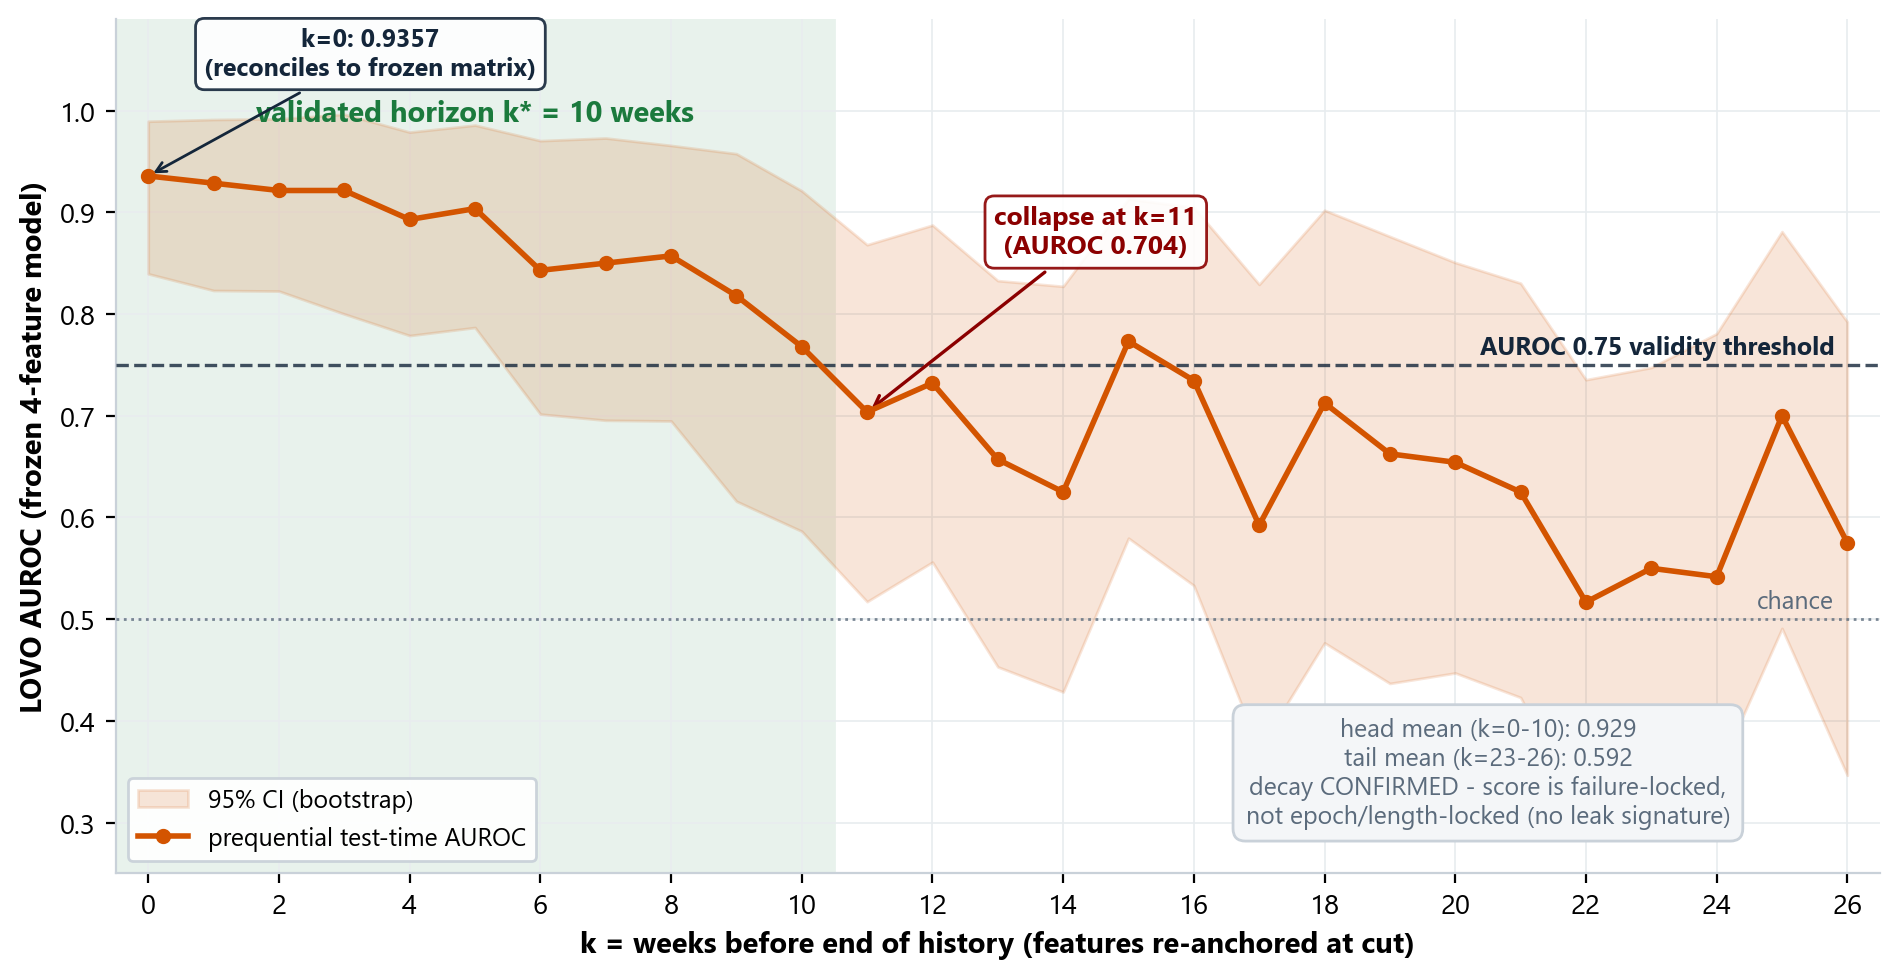 k=0: 0.9357
(reconciles to frozen matrix)
validated horizon k* = 10 weeks
collapse at k=11
(AUROC 0.704)
AUROC 0.75 validity threshold
chance
head mean (k=0-10): 0.929
tail mean (k=23-26): 0.592
decay CONFIRMED - score is failure-locked,
not epoch/length-locked (no leak signature)
95% CI (bootstrap)
prequential test-time AUROC
LOVO AUROC (frozen 4-feature model)
1.0
0.9
0.8
0.7
0.6
0.5
0.4
0.3
0 2 4 6 8 10 12 14 16 18 20 22 24 26
k = weeks before end of history (features re-anchored at cut)